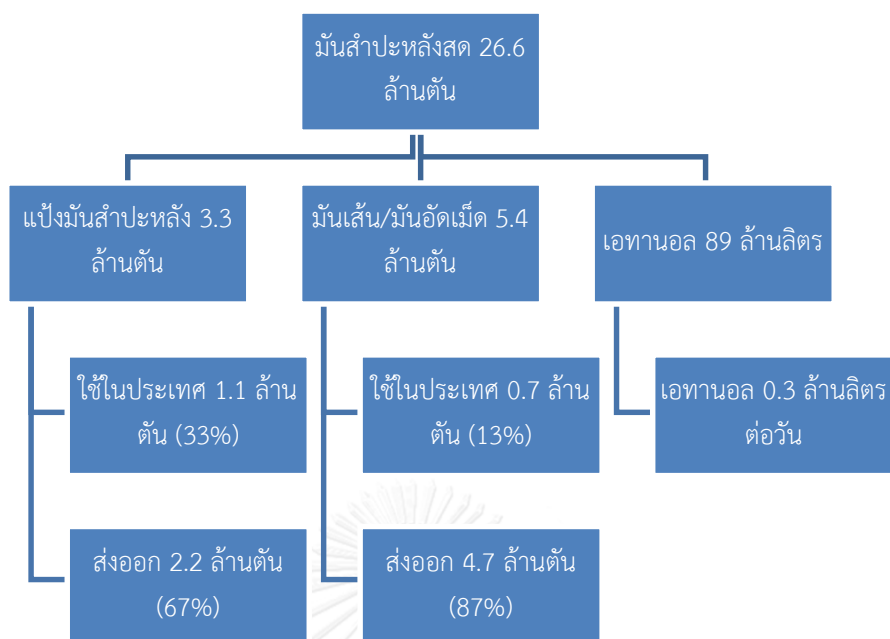 มันสำปะหลังสด 26.6
ล้านตัน
แป้งมันสำปะหลัง 3.3
ล้านตัน
มันเส้น/มันอัดเม็ด 5.4
ล้านตัน
เอทานอล 89 ล้านลิตร
ใช้ในประเทศ 1.1 ล้าน
ตัน (33%)
ใช้ในประเทศ 0.7 ล้าน
ตัน (13%)
เอทานอล 0.3 ล้านลิตร
ต่อวัน
ส่งออก 2.2 ล้านตัน
(67%)
ส่งออก 4.7 ล้านตัน
(87%)